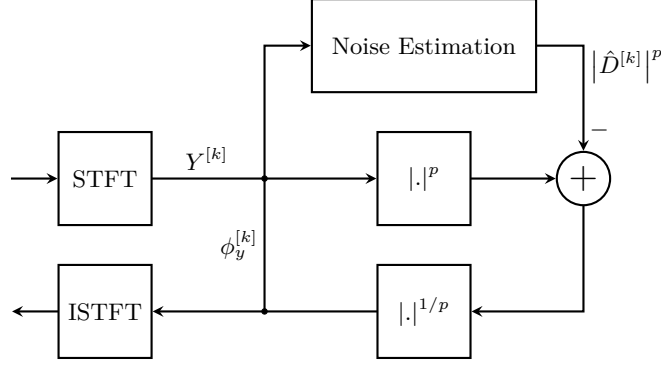 Noise Estimation
|D̂^[k]|^p
−
STFT
Y^[k]
|.|^p
+
ϕ_y^[k]
ISTFT
|.|^1/p